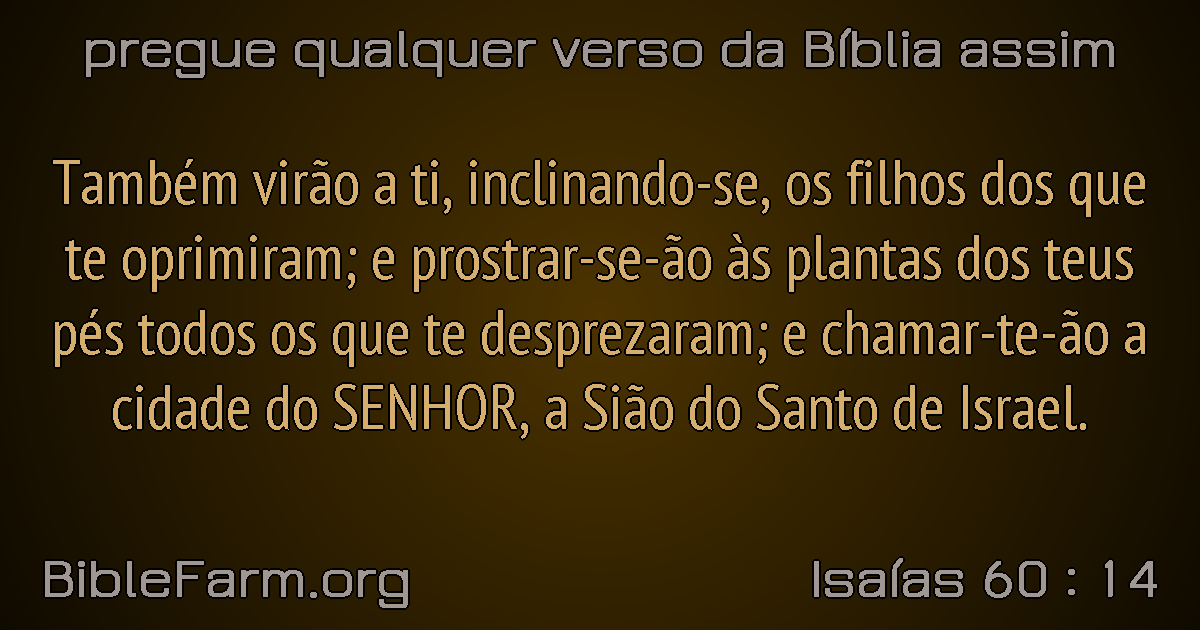 pregue qualquer verso da Bíblia assim
Também virão a ti, inclinando-se, os filhos dos que
te oprimiram; e prostrar-se-ão às plantas dos teus
pés todos os que te desprezaram; e chamar-te-ão a
cidade do SENHOR, a Sião do Santo de Israel.
BibleFarm.org
Isaías 60 : 14